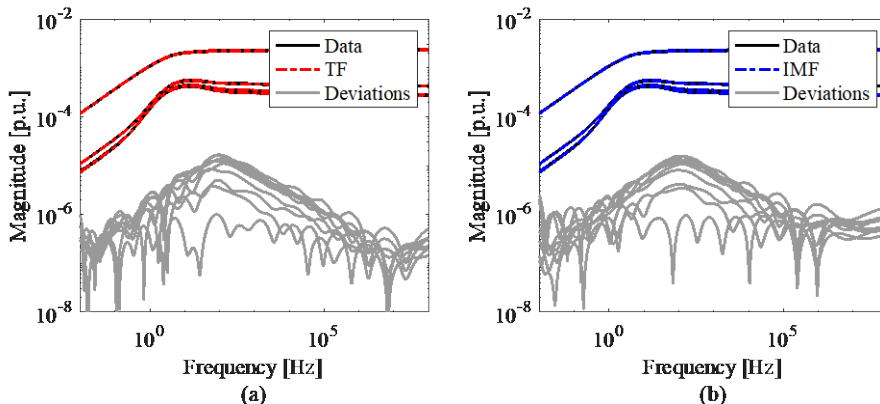 (a)
(b)
10^-2
10^-4
10^-6
10^-8
Magnitude [p.u.]
Data
TF
Deviations
10^0
10^5
Frequency [Hz]
(a)
10^-2
10^-4
10^-6
10^-8
Magnitude [p.u.]
Data
IMF
Deviations
10^0
10^5
Frequency [Hz]
(b)